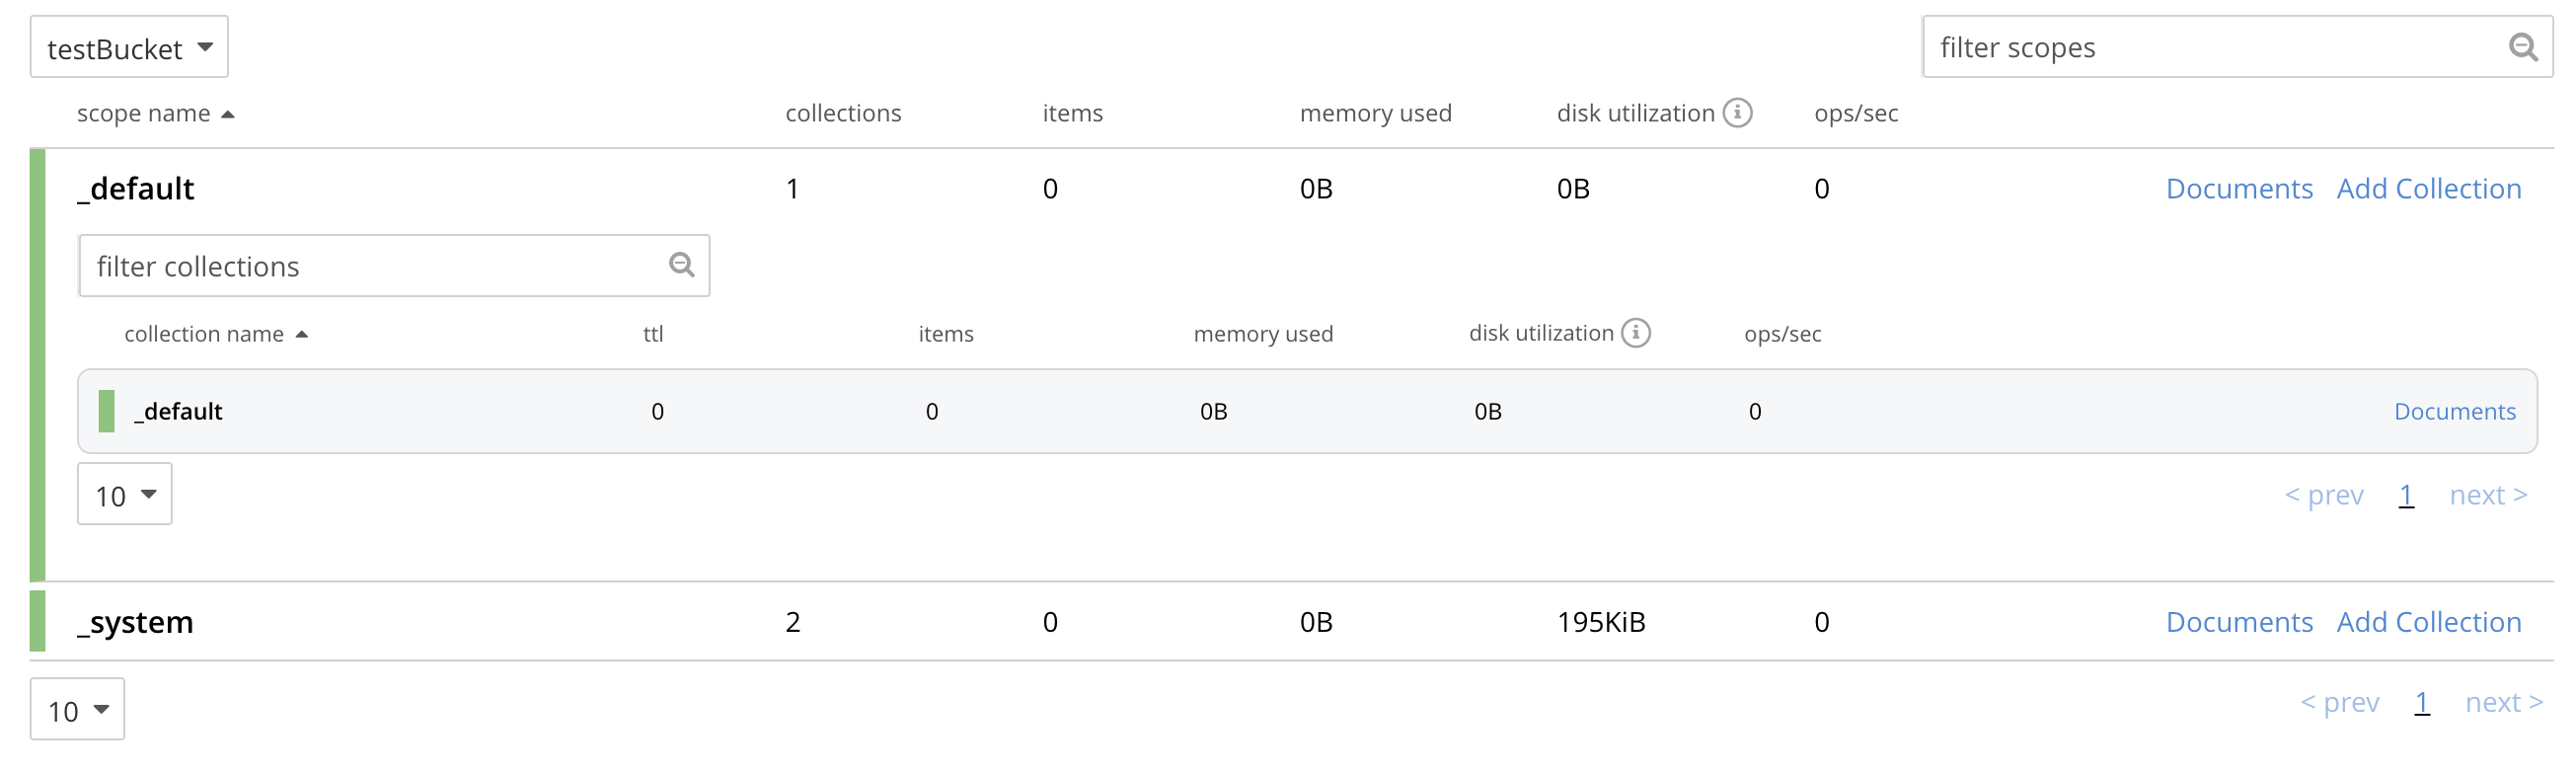 testBucket filter scopes
scope name collections items memory used disk utilization ops/sec
_default 1 0 0B 0B 0 Documents Add Collection
filter collections
collection name ttl items memory used disk utilization ops/sec
_default 0 0 0B 0B 0 Documents
10 < prev 1 next >
_system 2 0 0B 195KiB 0 Documents Add Collection
10 < prev 1 next >